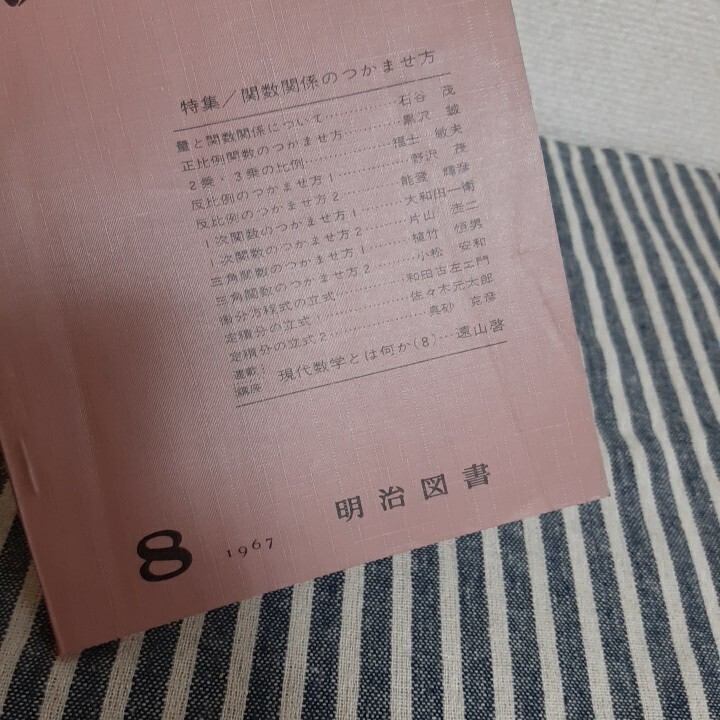 特集/関数関係のつかませ方
量と関数関係について……………石谷 茂
正比例関数のつかませ方…………黒沢 誠
2乗・3乗の比例……………………福士 敏夫
反比例のつかませ方1………………野沢 茂
反比例のつかませ方2………………能登 輝彦
1次関数のつかませ方1……………大和田一衛
1次関数のつかませ方2……………片山 浩二
三角関数のつかませ方1……………植竹 恒男
三角関数のつかませ方2……………小松 安和
微分方程式の立式……………………和田古左エ門
定積分の立式1………………………佐々木元太郎
定積分の立式2………………………真砂 克彦
連載講座 現代数学とは何か(8)…遠山啓
明治図書
8 1967